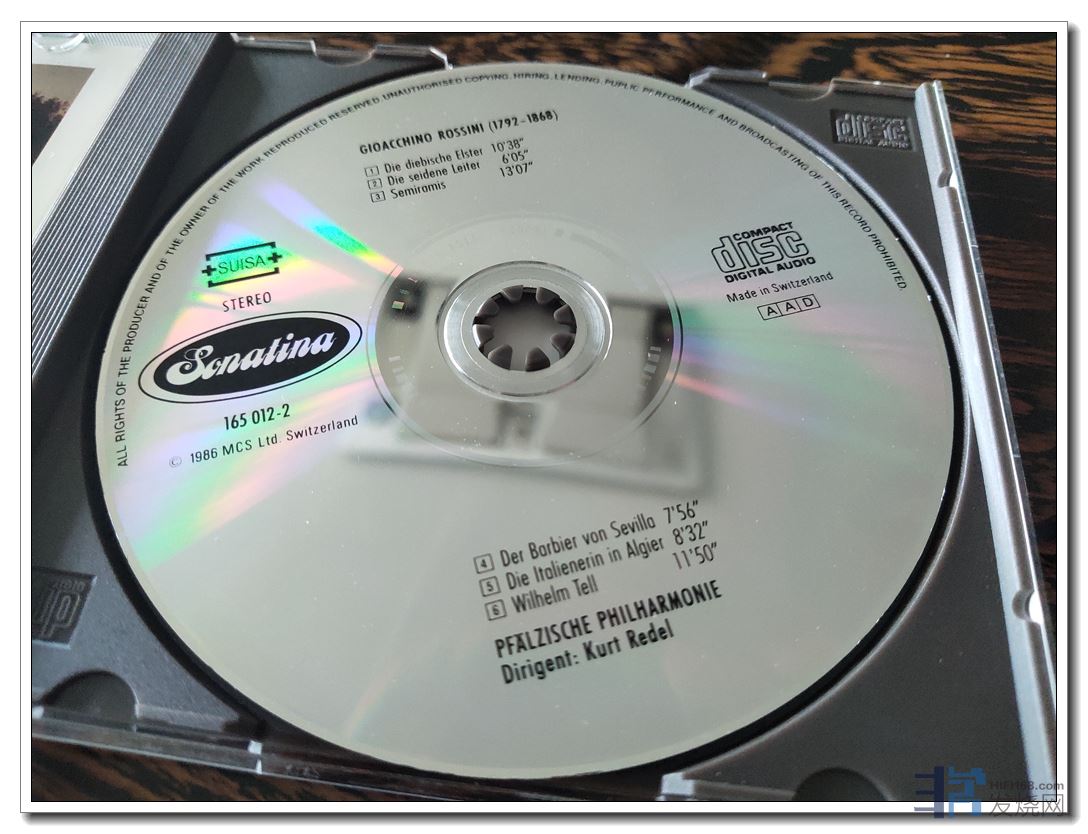 ALL RIGHTS OF THE PRODUCER AND OF THE OWNER OF THE WORK REPRODUCED RESERVED. UNAUTHORISED COPYING, HIRING, LENDING, PUPLIC PERFORMANCE AND BROADCASTING OF THIS RECORD PROHIBITED.
GIOACCHINO ROSSINI (1792-1868)
1 Die diebische Elster 10'38"
2 Die seidene Leiter 6'05"
3 Semiramis 13'07"
SUISA
STEREO
Sonatina
165 012-2
© 1986 MCS Ltd. Switzerland
COMPACT
disc
DIGITAL AUDIO
Made in Switzerland
AAD
4 Der Barbier von Sevilla 7'56"
5 Die Italienerin in Algier 8'32"
6 Wilhelm Tell 11'50"
PFÄLZISCHE PHILHARMONIE
Dirigent: Kurt Redel
COMPACT
disc
DIGITAL AUDIO
HIFI168.com
发烧网